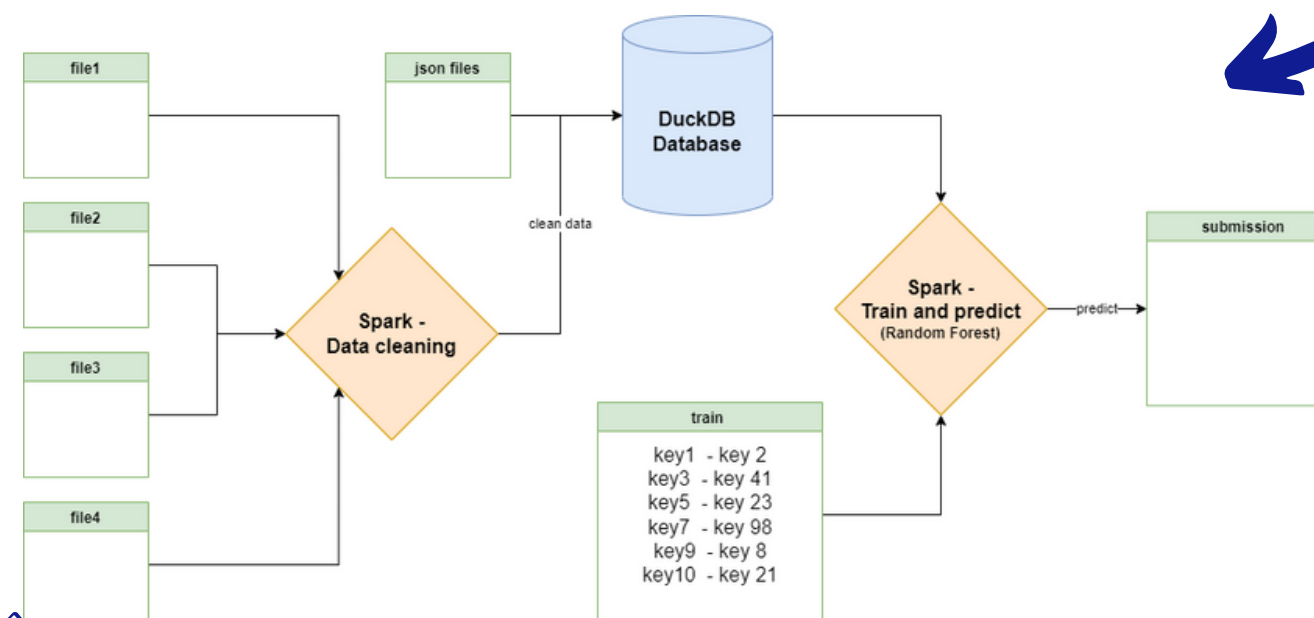 file1
json files
DuckDB
Database
file2
clean data
submission
Spark -
Data cleaning
Spark -
Train and predict
(Random Forest)
predict
file3
train
key1 - key 2
key3 - key 41
key5 - key 23
key7 - key 98
key9 - key 8
key10 - key 21
file4